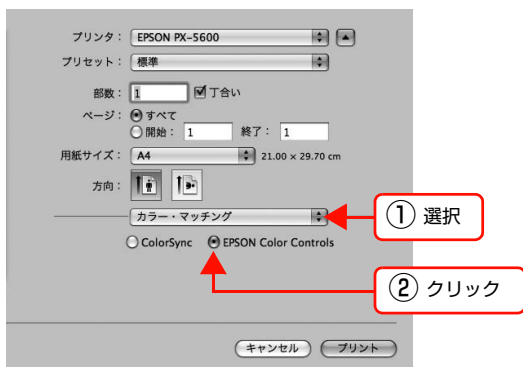 プリンタ： EPSON PX-5600
プリセット： 標準
部数： 1 丁合い
ページ： すべて
開始： 1 終了： 1
用紙サイズ： A4 21.00 x 29.70 cm
方向：
カラー・マッチング
① 選択
ColorSync EPSON Color Controls
② クリック
キャンセル プリント